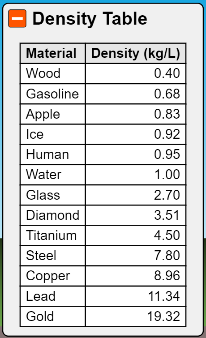 Density Table
Material Density (kg/L)
Wood 0.40
Gasoline 0.68
Apple 0.83
Ice 0.92
Human 0.95
Water 1.00
Glass 2.70
Diamond 3.51
Titanium 4.50
Steel 7.80
Copper 8.96
Lead 11.34
Gold 19.32